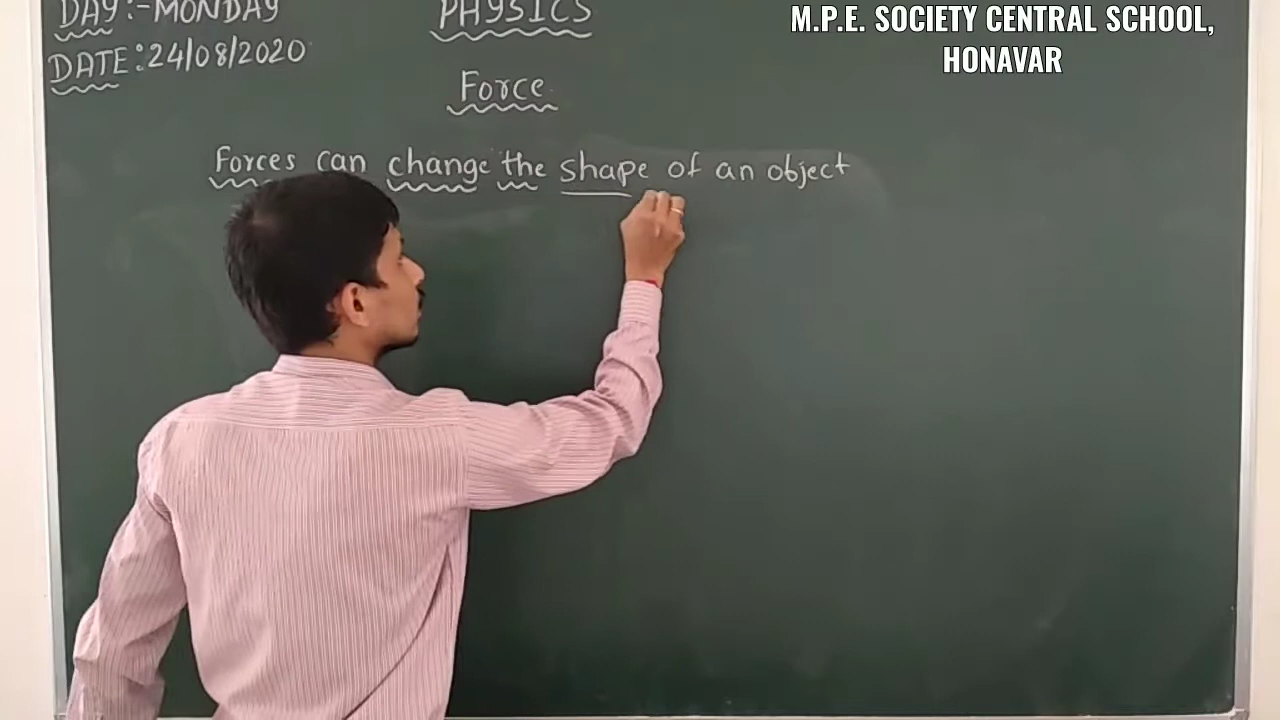 DAY:-MONDAY
DATE:24/08/2020
PHYSICS
M.P.E. SOCIETY CENTRAL SCHOOL,
HONAVAR
Force
Forces can change the shape of an object